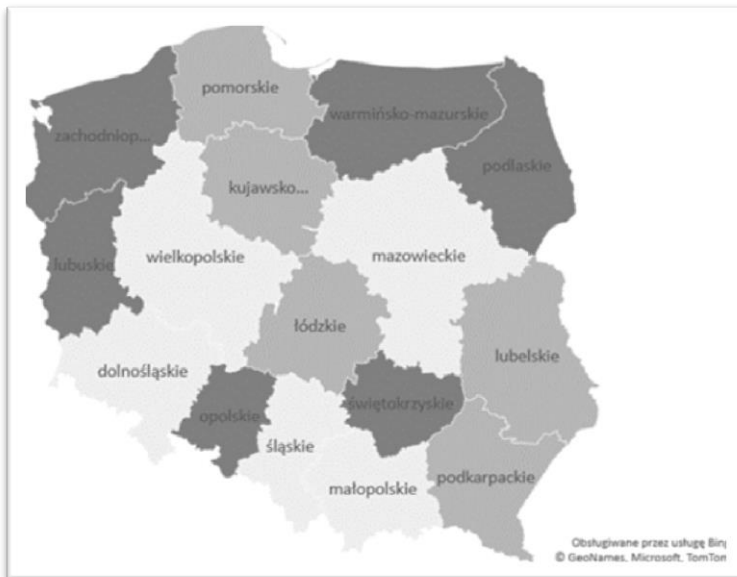 pomorskie
warmińsko-mazurskie
zachodniop...
podlaskie
kujawsko...
wielkopolskie
mazowieckie
lubuskie
łódzkie
lubelskie
dolnośląskie
opolskie
świętokrzyskie
śląskie
podkarpackie
małopolskie
Obsługiwane przez usługę Bing
© GeoNames, Microsoft, TomTom